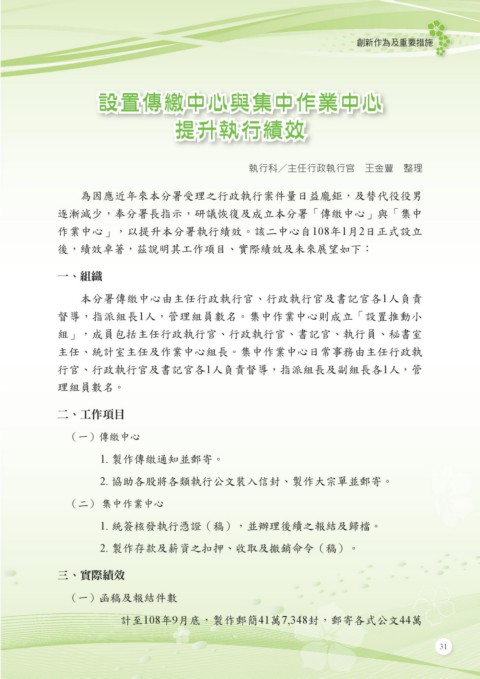 創新作為及重要措施
設置傳繳中心與集中作業中心
提升執行績效
執行科／主任行政執行官　王金豐　整理
為因應近年來本分署受理之行政執行案件量日益龐鉅，及替代役役男
逐漸減少，奉分署長指示，研議恢復及成立本分署「傳繳中心」與「集中
作業中心」，以提升本分署執行績效。該二中心自108年1月2日正式設立
後，績效卓著，茲說明其工作項目、實際績效及未來展望如下：
一、組織
本分署傳繳中心由主任行政執行官、行政執行官及書記官各1人負責
督導，指派組長1人，管理組員數名。集中作業中心則成立「設置推動小
組」，成員包括主任行政執行官、行政執行官、書記官、執行員、秘書室
主任、統計室主任及作業中心組長。集中作業中心日常事務由主任行政執
行官、行政執行官及書記官各1人負責督導，指派組長及副組長各1人，管
理組員數名。
二、工作項目
（一）傳繳中心
1. 製作傳繳通知並郵寄。
2. 協助各股將各類執行公文裝入信封、製作大宗單並郵寄。
（二） 集中作業中心
1. 統簽核發執行憑證（稿），並辦理後續之報結及歸檔。
2. 製作存款及薪資之扣押、收取及撤銷命令（稿）。
三、實際績效
（一）函稿及報結件數
計至108年9月底，製作郵簡41萬7,348封，郵寄各式公文44萬
31